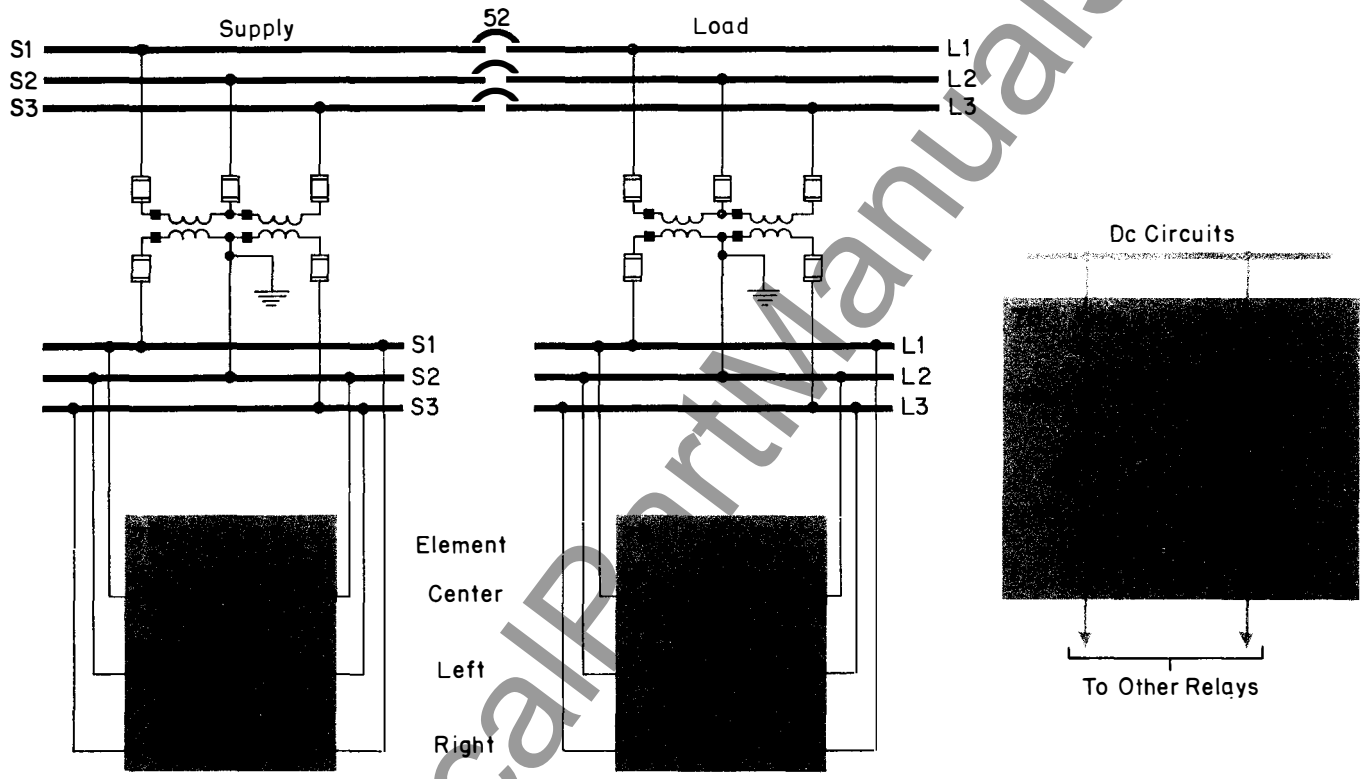 Supply
52
Load
S1
L1
S2
L2
S3
L3
Dc Circuits
S1
S2
S3
L1
L2
L3
Element
Center
Left
Right
To Other Relays
calPartManuals